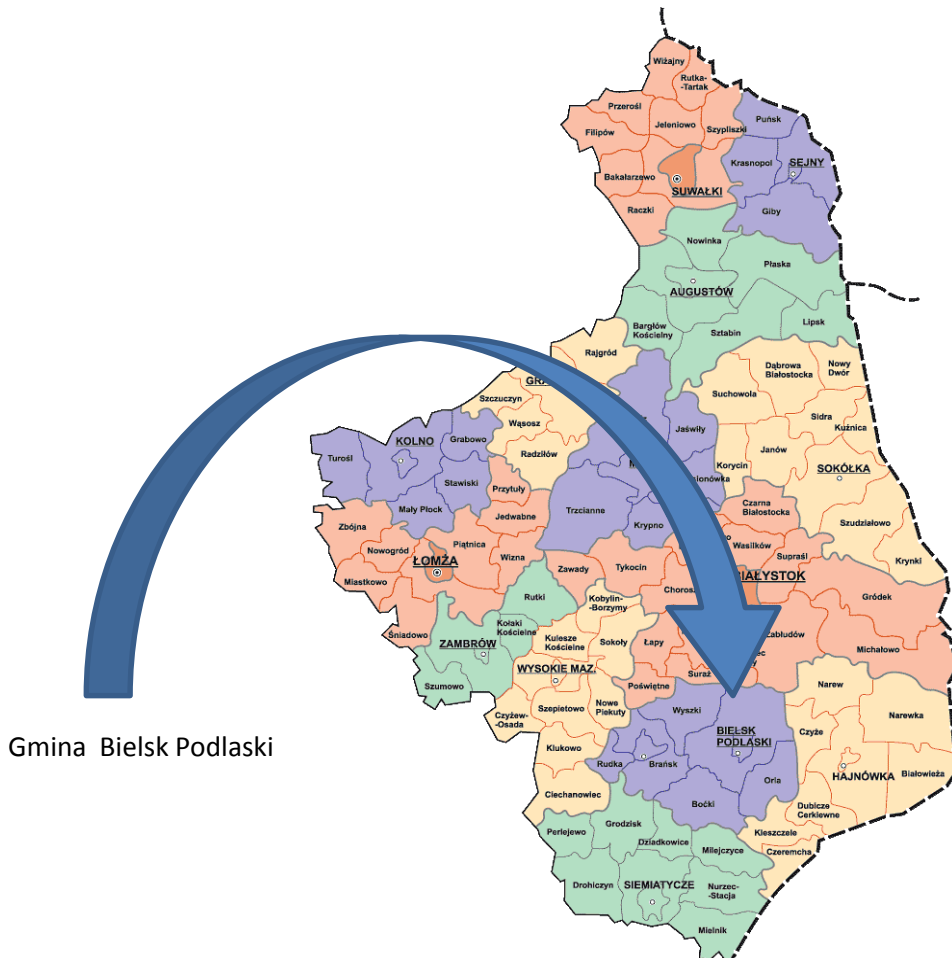 Wiżajny
Rutka-
-Tartak
Przerośl
Jeleniowo
Szypliszki
Filipów
Bakałarzewo
SUWAŁKI
Raczki
Puńsk
Krasnopol
SEJNY
Giby
Nowinka
Płaska
AUGUSTÓW
Bargłów
Kościelny
Sztabin
Lipsk
Rajgród
GRA
Szczuczyn
Wąsosz
Radziłów
Dąbrowa
Białostocka
Nowy
Dwór
Suchowola
Sidra
Kuźnica
Jaświły
Janów
Korycyn
SOKÓŁKA
Szudziałowo
Krynki
KOLNO
Grabowo
Turośl
Stawiski
Mały Płock
Trzcianne
Krypno
Przytuły
Jedwabne
Zbójna
Nowogród
Piątnica
ŁOMŻA
Wizna
Miastkowo
Śniadowo
Czarna
Białostocka
Wasilków
Supraśl
Zawady
Tykocin
Chorosz
IAŁYSTOK
Gródek
Zabłudów
Michałowo
Łapy
Suraż
Poświętne
Rutki
Kołaki
Kościelne
ZAMBRÓW
Szumowo
Kobylin-
-Borzymy
Kulesze
Kościelne
Sokoły
WYSOKIE MAZ.
Szepietowo
Nowe
Piekuty
Czyżew-
-Osada
Klukowo
Ciechanowiec
Wyszki
BIELSK
PODLASKI
Rudka
Brańsk
Orla
Boćki
Narew
Narewka
Czyże
HAJNÓWKA
Białowieża
Dubicze
Cerkiewne
Kleszczele
Czeremcha
Perlejewo
Grodzisk
Dziadkowice
Milejczyce
Drohiczyn
SIEMIATYCZE
Nurzec-
-Stacja
Mielnik
Gmina Bielsk Podlaski